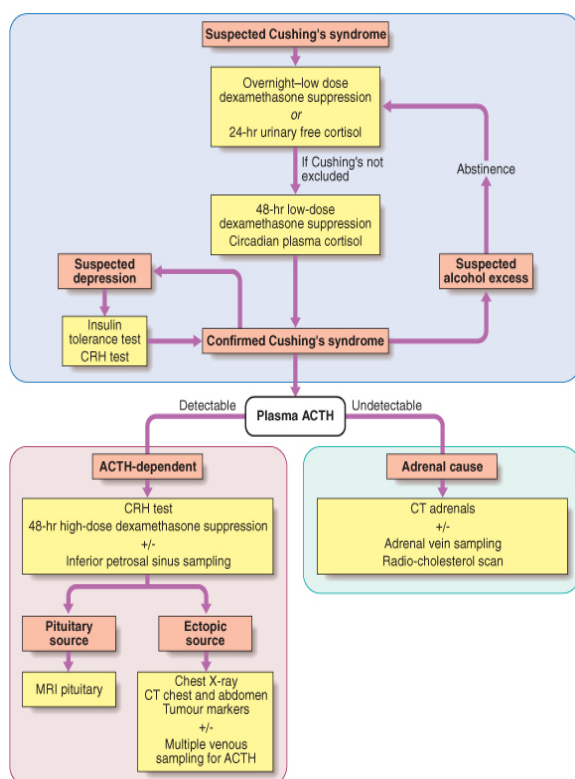 Suspected Cushing's syndrome
Overnight–low dose
dexamethasone suppression
or
24-hr urinary free cortisol
If Cushing's not
excluded
Abstinence
48-hr low-dose
dexamethasone suppression
Circadian plasma cortisol
Suspected
depression
Suspected
alcohol excess
Insulin
tolerance test
CRH test
Confirmed Cushing's syndrome
Detectable
Plasma ACTH
Undetectable
ACTH-dependent
CRH test
48-hr high-dose dexamethasone suppression
+/-
Inferior petrosal sinus sampling
Adrenal cause
CT adrenals
+/-
Adrenal vein sampling
Radio-cholesterol scan
Pituitary
source
Ectopic
source
MRI pituitary
Chest X-ray
CT chest and abdomen
Tumour markers
+/-
Multiple venous
sampling for ACTH